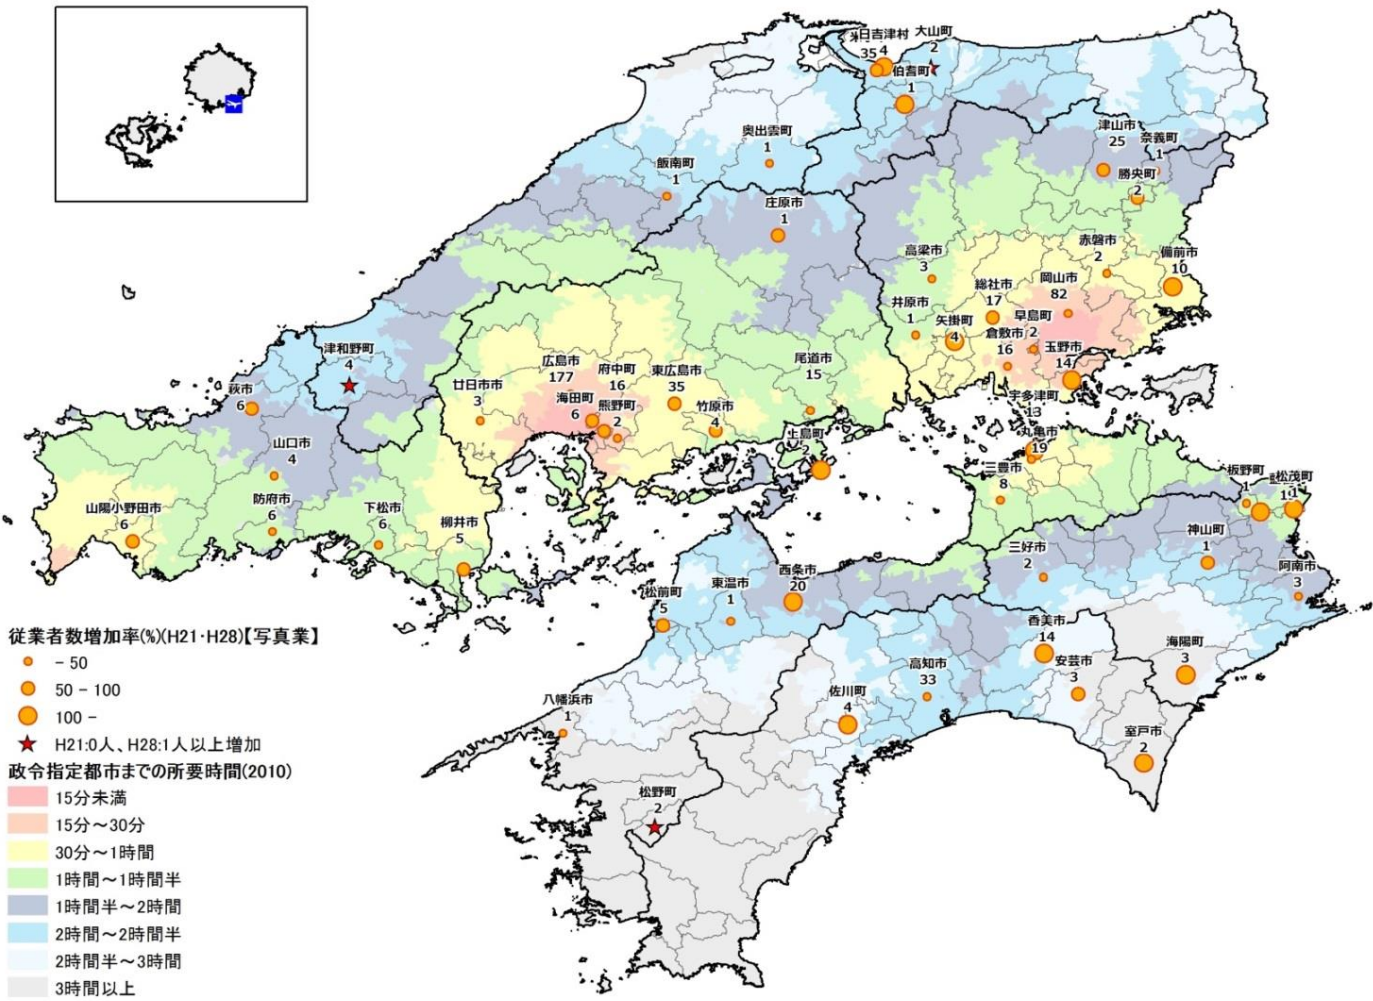 日吉津村
35
4
大山町
2
伯耆町
1
奥出雲町
1
飯南町
1
津山市
25
奈義町
1
勝央町
2
庄原市
1
高梁市
3
赤磐市
2
備前市
10
総社市
17
岡山市
82
井原市
1
矢掛町
4
早島町
2
倉敷市
16
玉野市
14
津和野町
4
萩市
6
広島市
177
府中町
16
東広島市
35
尾道市
15
廿日市市
3
海田町
6
熊野町
2
竹原市
4
山口市
4
宇多津町
13
丸亀市
19
上島町
2
三豊市
8
板野町
1
松茂町
1
山陽小野田市
6
防府市
6
下松市
6
柳井市
5
神山町
1
三好市
2
阿南市
3
松前町
5
東温市
1
西条市
20
香美市
14
海陽町
3
安芸市
3
高知市
33
佐川町
4
八幡浜市
1
室戸市
2
松野町
2
従業者数増加率(%)(H21･H28)【写真業】
- 50
50 - 100
100 -
H21:0人、H28:1人以上増加
政令指定都市までの所要時間(2010)
15分未満
15分～30分
30分～1時間
1時間～1時間半
1時間半～2時間
2時間～2時間半
2時間半～3時間
3時間以上